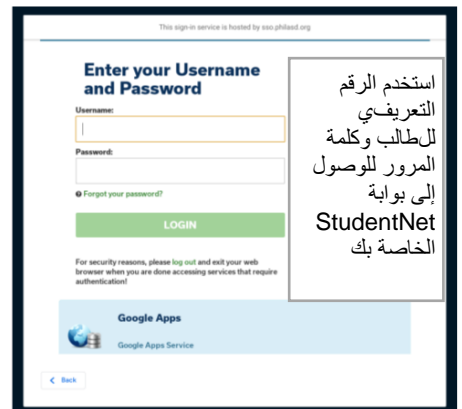 This sign-in service is hosted by sso.philasd.org
Enter your Username
and Password
Username:
Password:
Forgot your password?
LOGIN
For security reasons, please log out and exit your web
browser when you are done accessing services that require
authentication!
Google Apps
Google Apps Service
Back
استخدم الرقم
التعريفي
للطالب وكلمة
المرور للوصول
إلى بوابة
StudentNet
الخاصة بك